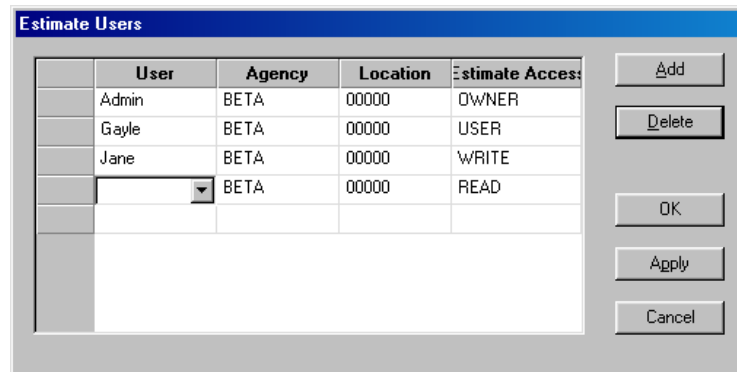 Estimate Users
User Agency Location Estimate Access
Admin BETA 00000 OWNER
Gayle BETA 00000 USER
Jane BETA 00000 WRITE
BETA 00000 READ
Add
Delete
OK
Apply
Cancel